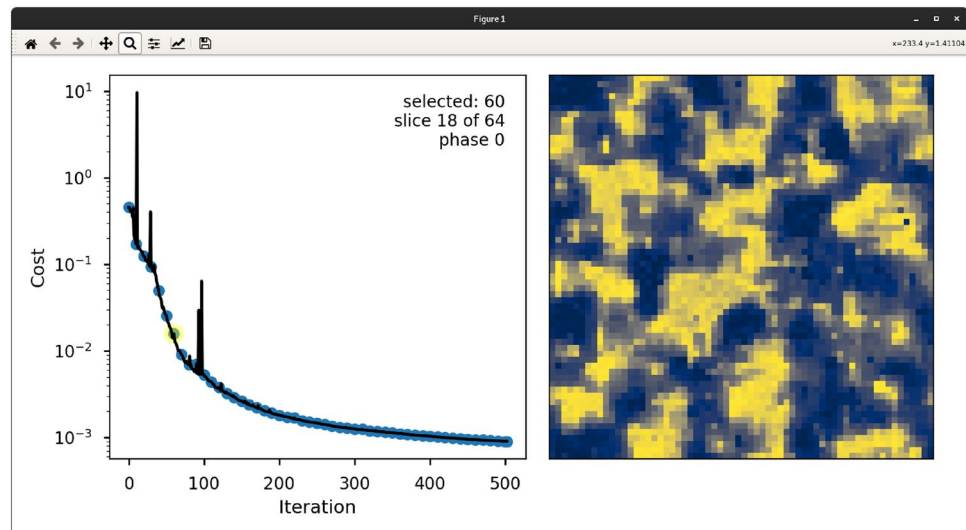 Figure 1
x=233.4 y=1.41104
selected: 60
slice 18 of 64
phase 0
10¹
10⁰
10⁻¹
10⁻²
10⁻³
Cost
0 100 200 300 400 500
Iteration